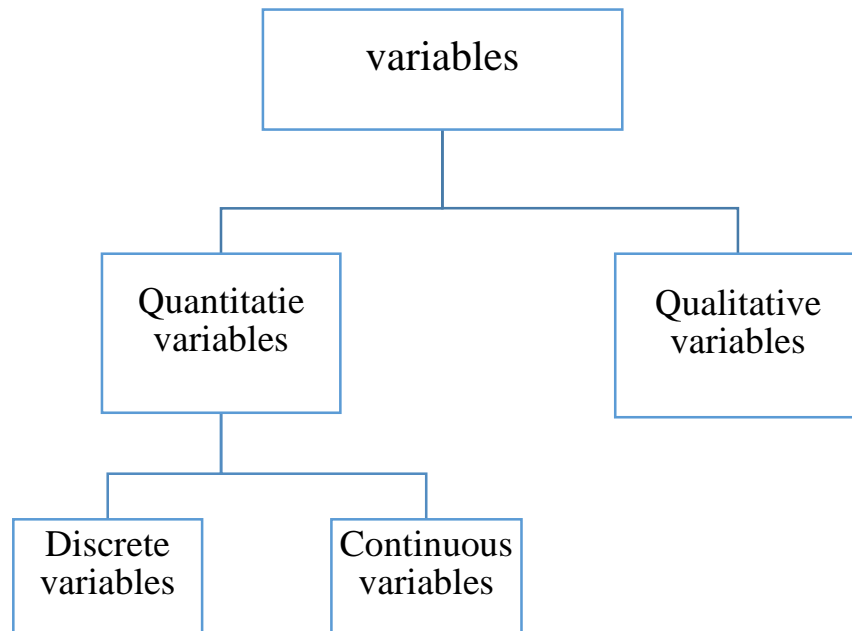 variables
Quantitatie
variables
Qualitative
variables
Discrete
variables
Continuous
variables